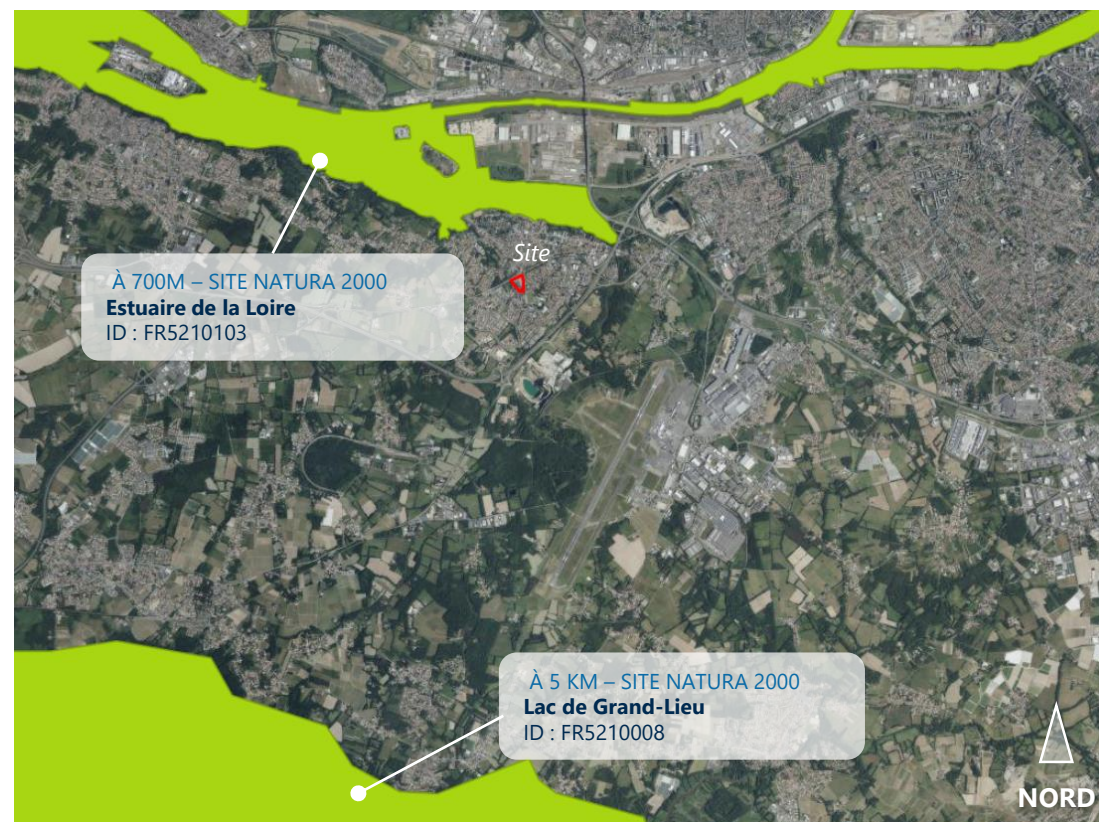 Site
À 700M – SITE NATURA 2000
Estuaire de la Loire
ID : FR5210103
À 5 KM – SITE NATURA 2000
Lac de Grand-Lieu
ID : FR5210008
NORD